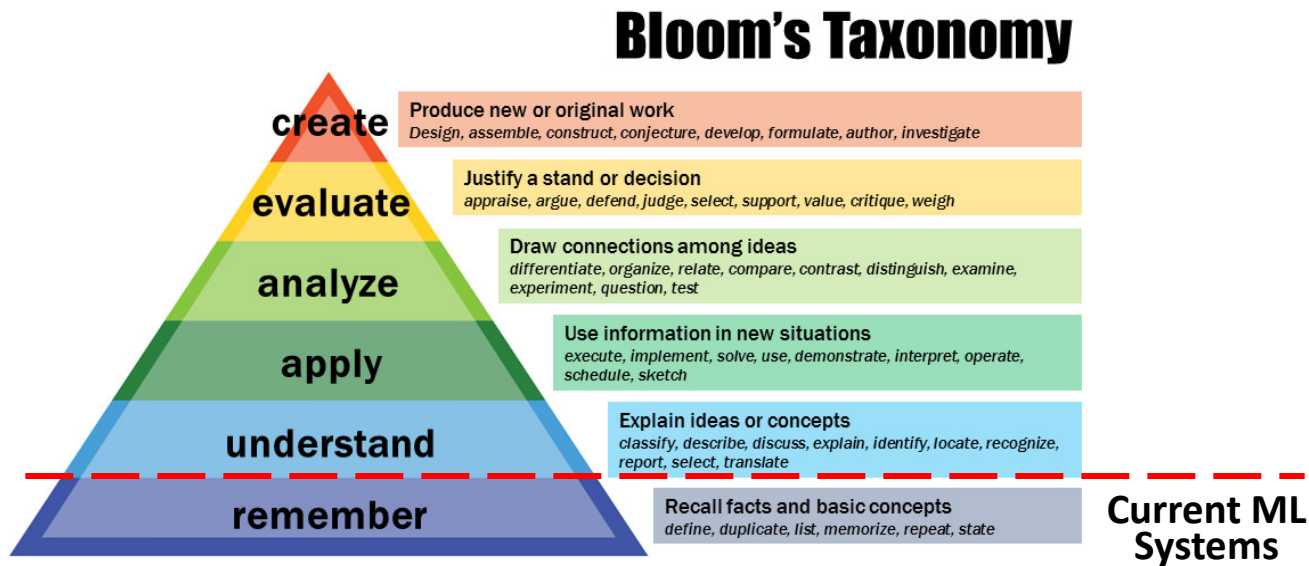 Bloom's Taxonomy
create
Produce new or original work
Design, assemble, construct, conjecture, develop, formulate, author, investigate
evaluate
Justify a stand or decision
appraise, argue, defend, judge, select, support, value, critique, weigh
analyze
Draw connections among ideas
differentiate, organize, relate, compare, contrast, distinguish, examine,
experiment, question, test
apply
Use information in new situations
execute, implement, solve, use, demonstrate, interpret, operate,
schedule, sketch
understand
Explain ideas or concepts
classify, describe, discuss, explain, identify, locate, recognize,
report, select, translate
remember
Recall facts and basic concepts
define, duplicate, list, memorize, repeat, state
Current ML
Systems